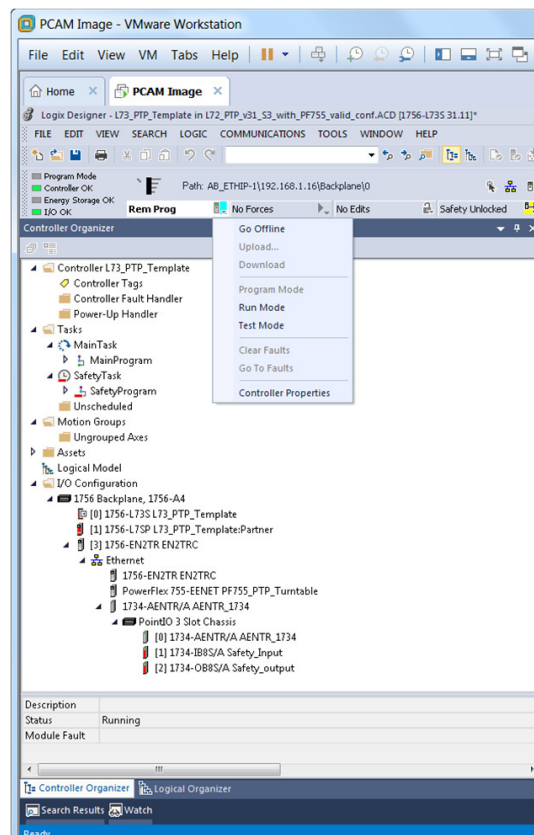 PCAM Image - VMware Workstation
File Edit View VM Tabs Help
Home PCAM Image
Logix Designer - L73_PTP_Template in L72_PTP_v31_S3_with_PF755_valid_conf.ACD [1756-L73S 31.11]*
FILE EDIT VIEW SEARCH LOGIC COMMUNICATIONS TOOLS WINDOW HELP
Program Mode
Controller OK
Energy Storage OK
I/O OK
Path: AB_ETHIP-1\192.168.1.16\Backplane\0
Rem Prog No Forces No Edits Safety Unlocked
Controller Organizer
Go Offline
Upload...
Download
Program Mode
Run Mode
Test Mode
Clear Faults
Go To Faults
Controller Properties
Controller L73_PTP_Template
Controller Tags
Controller Fault Handler
Power-Up Handler
Tasks
MainTask
MainProgram
SafetyTask
SafetyProgram
Unscheduled
Motion Groups
Ungrouped Axes
Assets
Logical Model
I/O Configuration
1756 Backplane, 1756-A4
[0] 1756-L73S L73_PTP_Template
[1] 1756-L7SP L73_PTP_Template:Partner
[3] 1756-EN2TR EN2TRC
Ethernet
1756-EN2TR EN2TRC
PowerFlex 755-EENET PF755_PTP_Turntable
1734-AENTR/A AENTR_1734
PointIO 3 Slot Chassis
[0] 1734-AENTR/A AENTR_1734
[1] 1734-IB8S/A Safety_Input
[2] 1734-OB8S/A Safety_output
Description
Status Running
Module Fault
Controller Organizer Logical Organizer
Search Results Watch
Ready